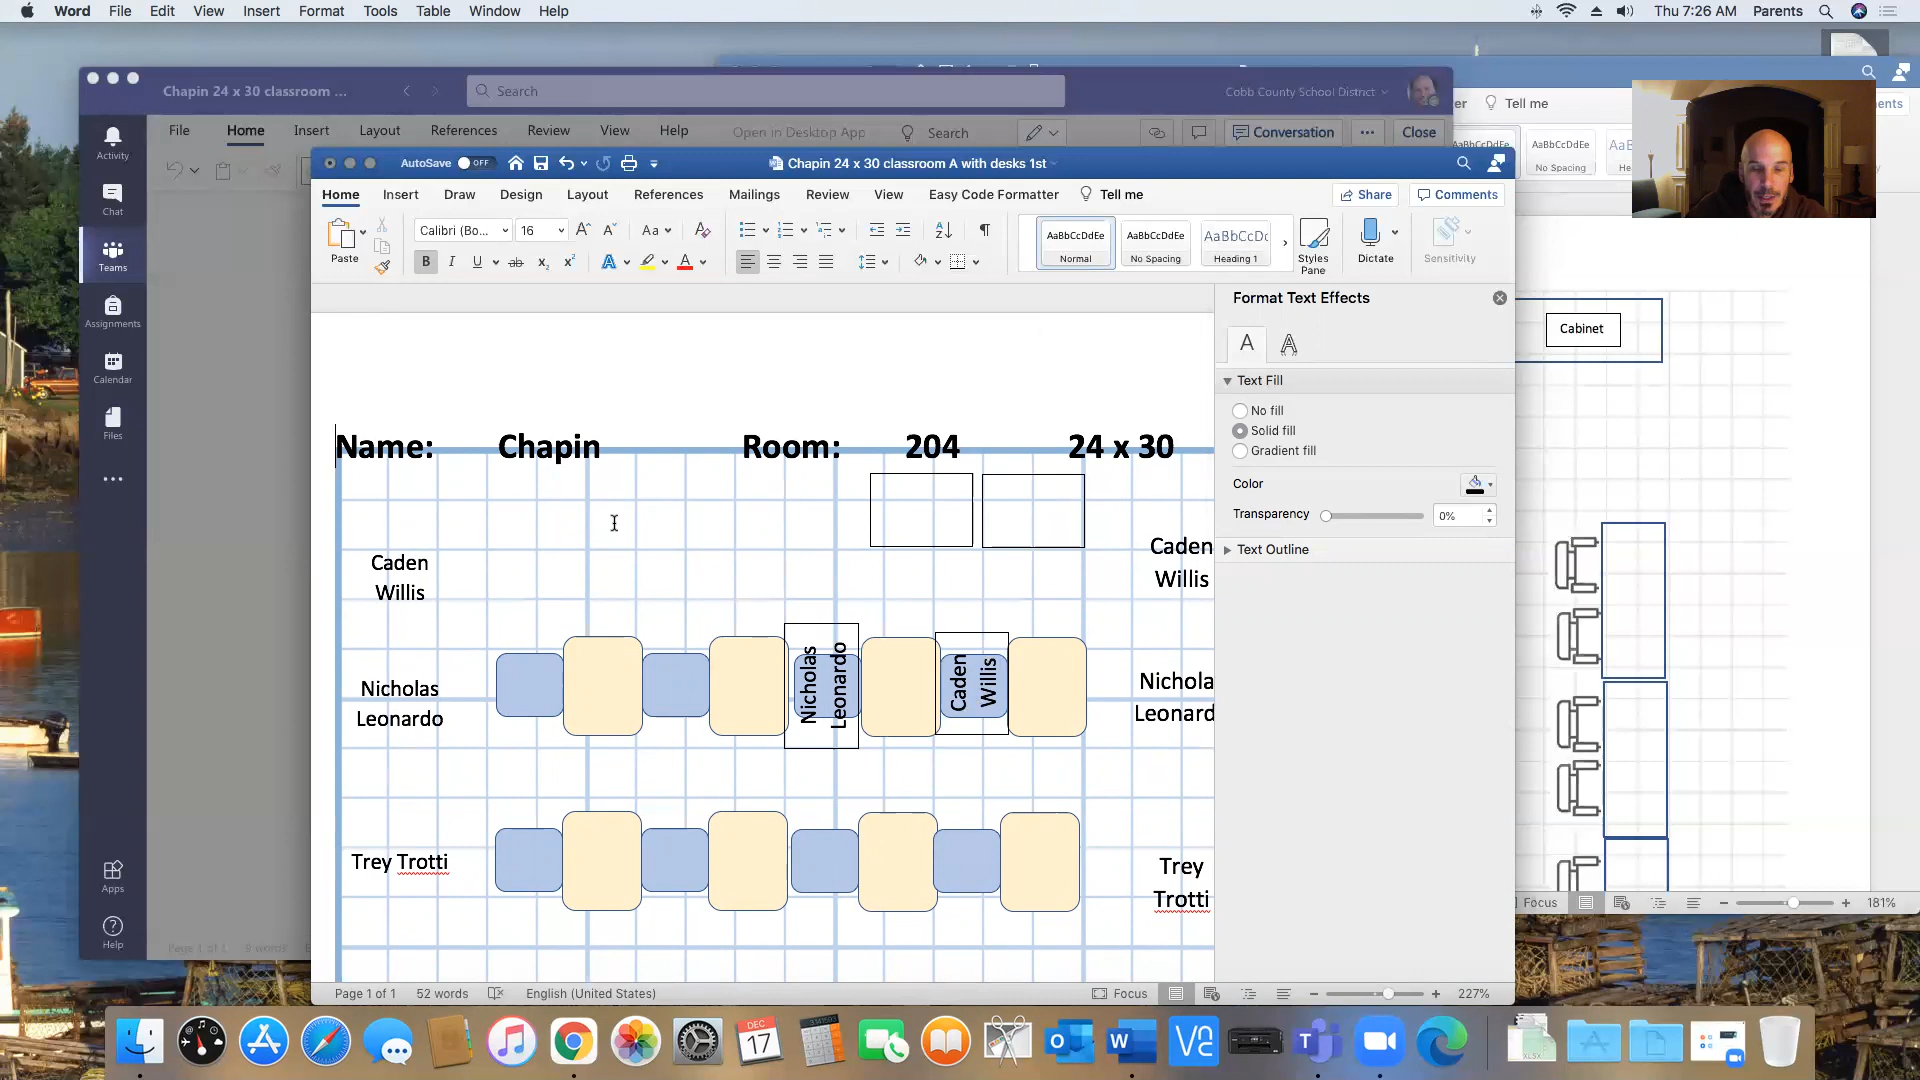 Word File Edit View Insert Format Tools Table Window Help Thu 7:26 AM Parents
Chapin 24 x 30 classroom ... Search Cobb County School District
File Home Insert Layout References Review View Help Open in Desktop App Search Conversation Close
er Tell me
AaBbCcDdEe
No Spacing
AutoSave OFF Chapin 24 x 30 classroom A with desks 1st
Home Insert Draw Design Layout References Mailings Review View Easy Code Formatter Tell me Share Comments
Paste
Calibri (Bo... 16
AaBbCcDdEe
Normal
AaBbCcDdEe
No Spacing
AaBbCcDc
Heading 1
Styles
Pane
Dictate
Sensitivity
Activity
Chat
Teams
Assignments
Calendar
Files
Apps
Help
Format Text Effects
Text Fill
No fill
Solid fill
Gradient fill
Color
Transparency 0%
Text Outline
Cabinet
Name: Chapin Room: 204 24 x 30
Caden
Willis
Caden
Willis
Nicholas
Leonardo
Nicholas
Leonardo
Caden
Willis
Nichola
Leonard
Trey Trotti
Trey
Trotti
Focus 181%
Page 1 of 1 52 words English (United States) Focus 227%
DEC
17